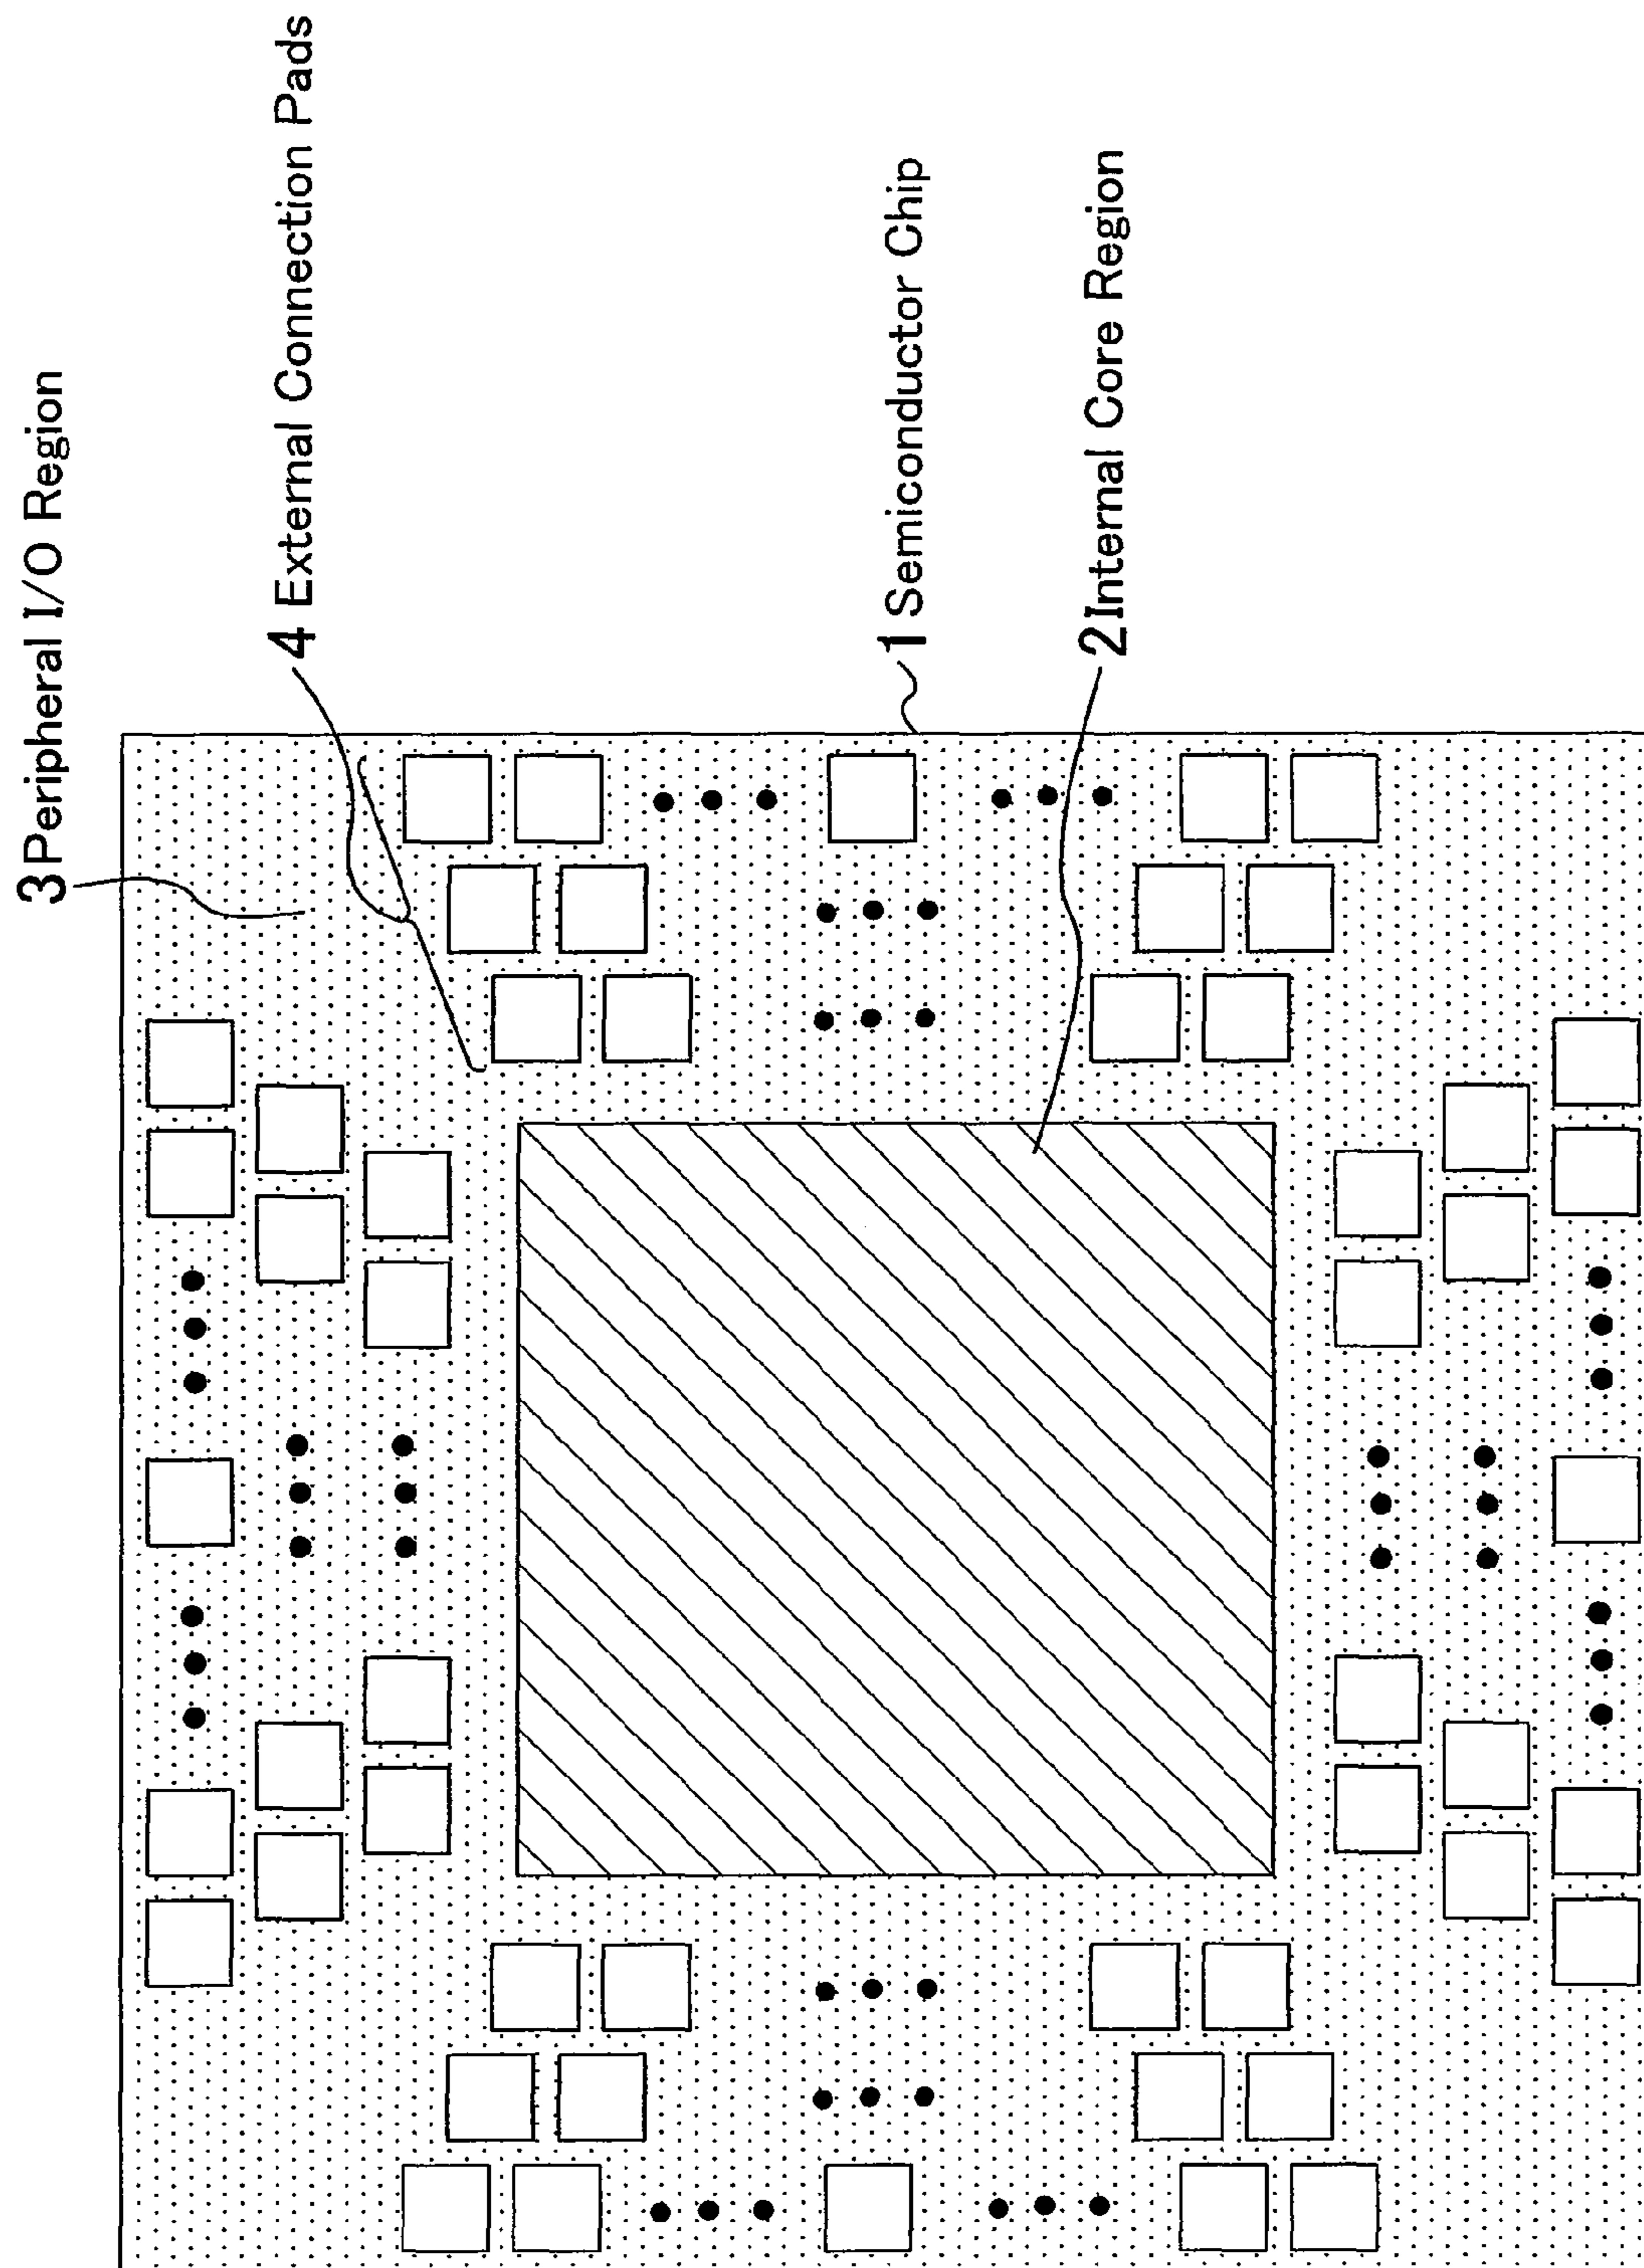 3 Peripheral I/O Region
4 External Connection Pads
1 Semiconductor Chip
2 Internal Core Region